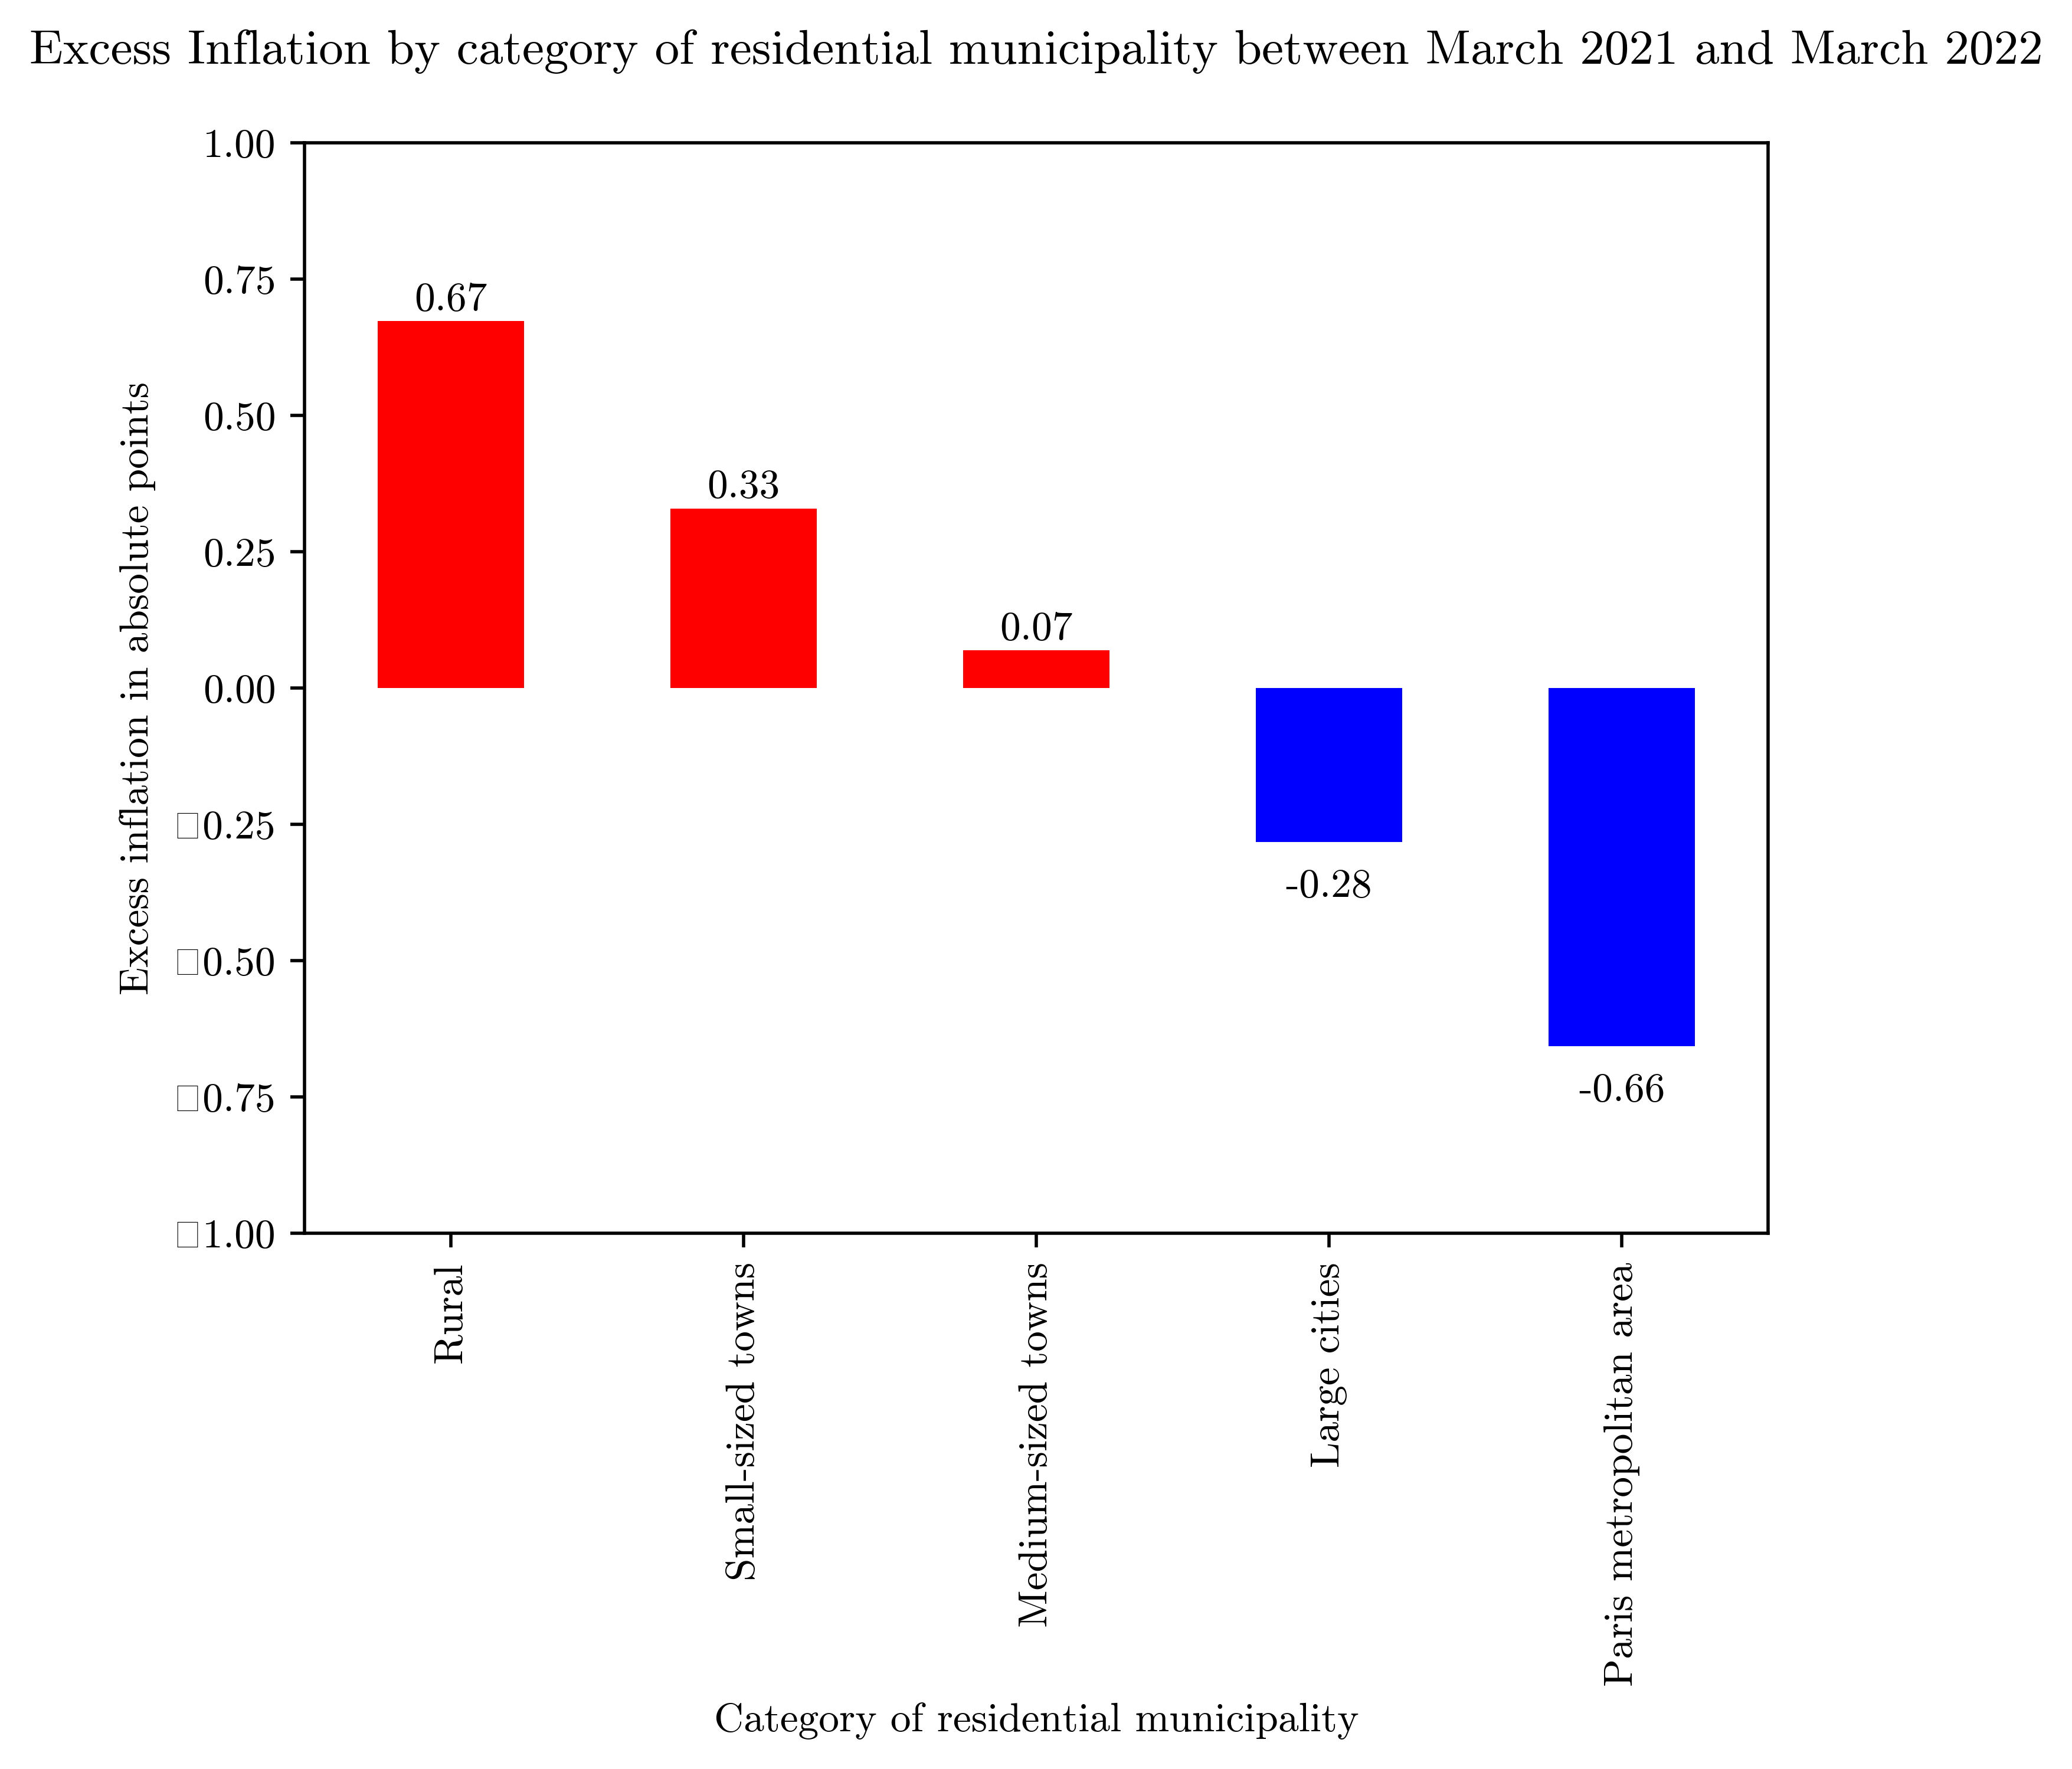 Excess Inflation by category of residential municipality between March 2021 and March 2022
Excess inflation in absolute points
1.00
0.75
0.50
0.25
0.00
□0.25
□0.50
□0.75
□1.00
0.67
0.33
0.07
-0.28
-0.66
Rural
Small-sized towns
Medium-sized towns
Large cities
Paris metropolitan area
Category of residential municipality